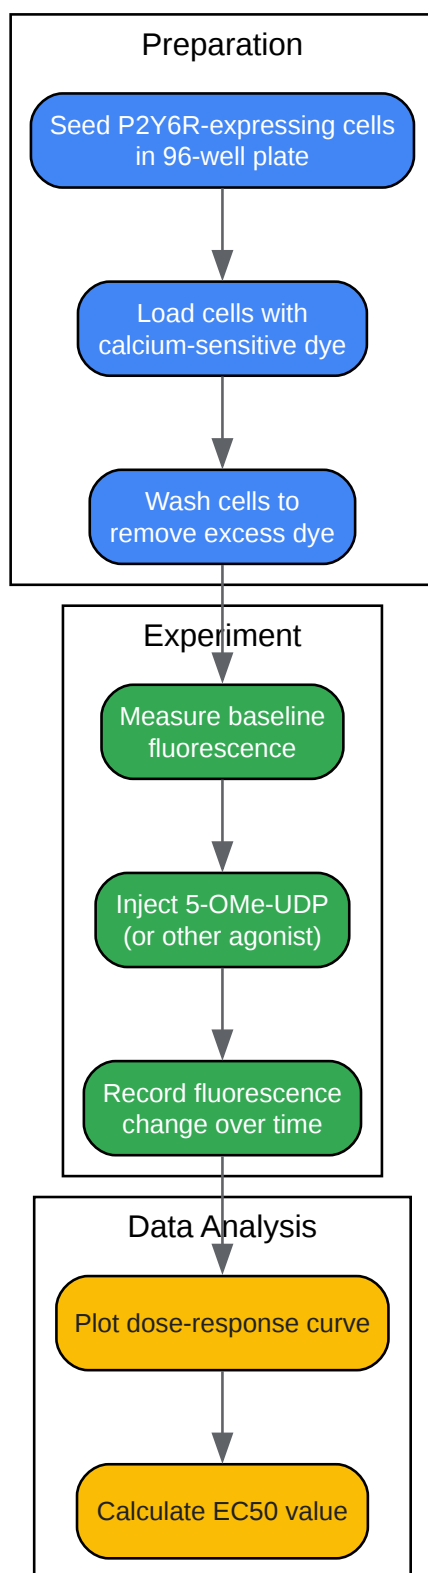 Preparation
Seed P2Y6R-expressing cells
in 96-well plate
Load cells with
calcium-sensitive dye
Wash cells to
remove excess dye
Experiment
Measure baseline
fluorescence
Inject 5-OMe-UDP
(or other agonist)
Record fluorescence
change over time
Data Analysis
Plot dose-response curve
Calculate EC50 value